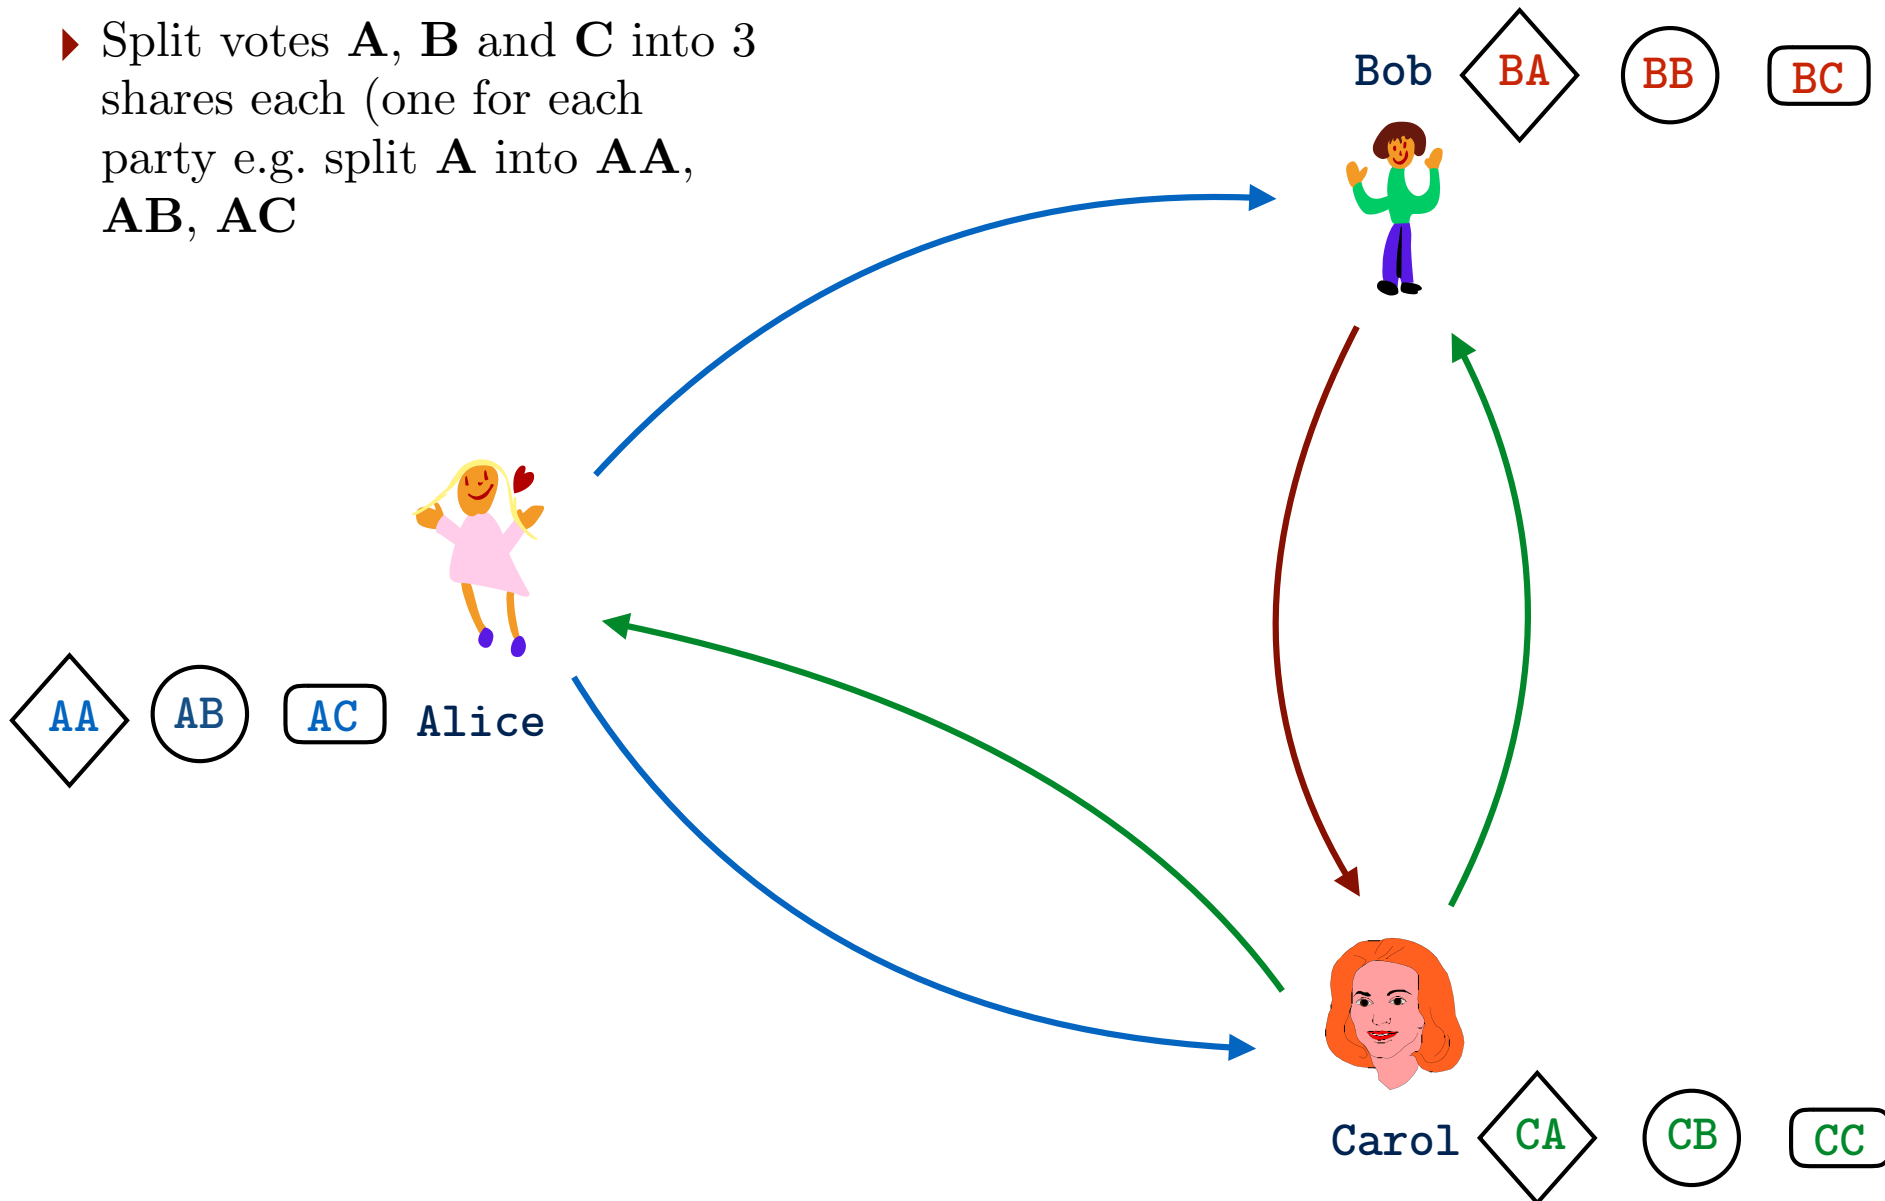 Split votes A, B and C into 3
shares each (one for each
party e.g. split A into AA,
AB, AC
Bob BA BB BC
AA AB AC Alice
Carol CA CB CC